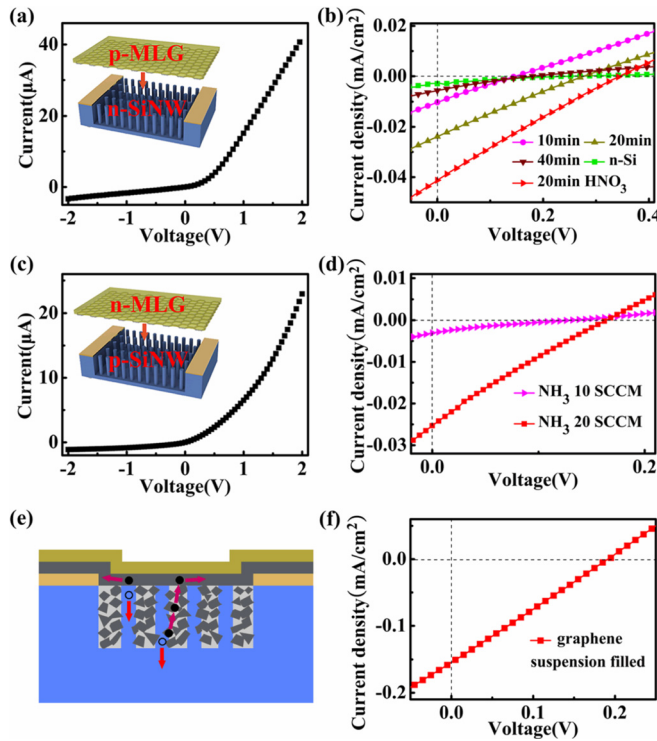 (a)
40
20
0
-2
-1
0
1
2
Current(μA)
Voltage(V)
p-MLG
n-SiNW
(b)
0.02
0.00
-0.02
-0.04
0.0
0.2
0.4
Current density(mA/cm²)
Voltage(V)
10min
20min
40min
n-Si
20min HNO₃
(c)
20
10
0
-2
-1
0
1
2
Current(μA)
Voltage(V)
n-MLG
p-SiNW
(d)
0.01
0.00
-0.01
-0.02
-0.03
0.0
0.1
0.2
Current density(mA/cm²)
Voltage(V)
NH₃ 10 SCCM
NH₃ 20 SCCM
(e)
(f)
0.0
-0.1
-0.2
0.0
0.1
0.2
Current density(mA/cm²)
Voltage(V)
graphene
suspension filled